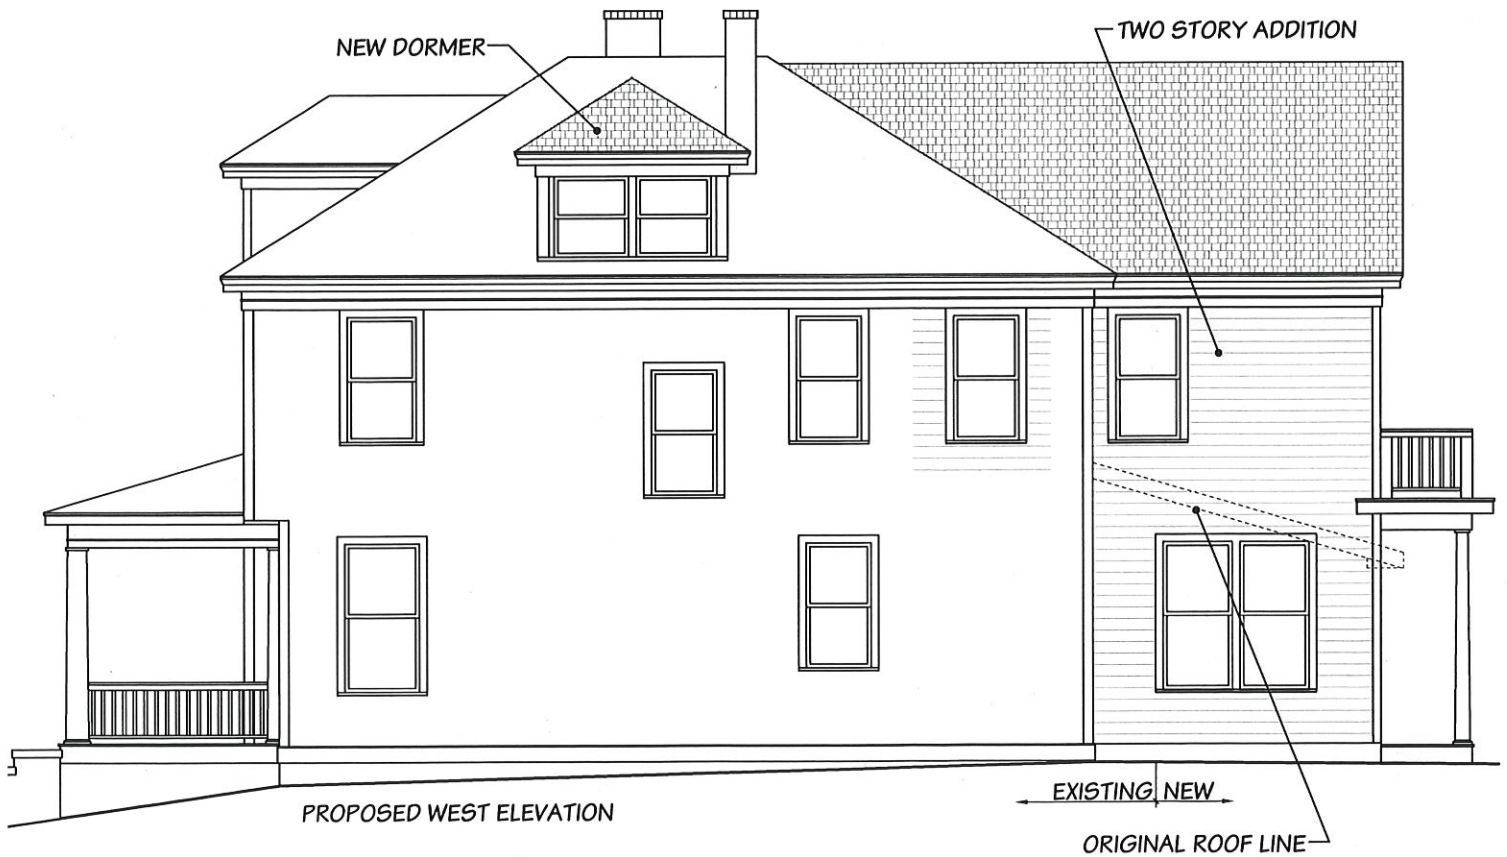 TWO STORY ADDITION
NEW DORMER
EXISTING NEW
PROPOSED WEST ELEVATION
ORIGINAL ROOF LINE